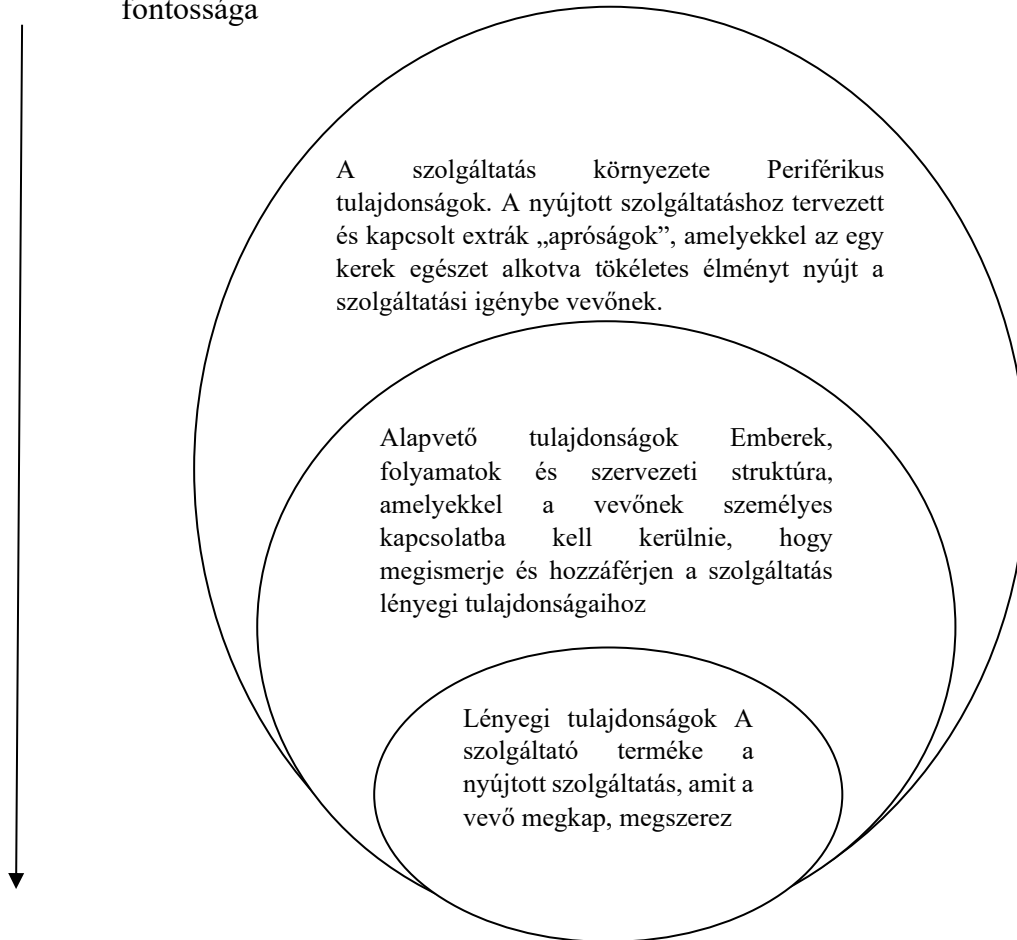 fontossága
A szolgáltatás környezete Periférikus
tulajdonságok. A nyújtott szolgáltatáshoz tervezett
és kapcsolt extrák „apróságok”, amelyekkel az egy
kerek egészet alkotva tökéletes élményt nyújt a
szolgáltatási igénybe vevőnek.
Alapvető tulajdonságok Emberek,
folyamatok és szervezeti struktúra,
amelyekkel a vevőnek személyes
kapcsolatba kell kerülnie, hogy
megismerje és hozzáférjen a szolgáltatás
lényegi tulajdonságaihoz
Lényegi tulajdonságok A
szolgáltató terméke a
nyújtott szolgáltatás, amit a
vevő megkap, megszerez